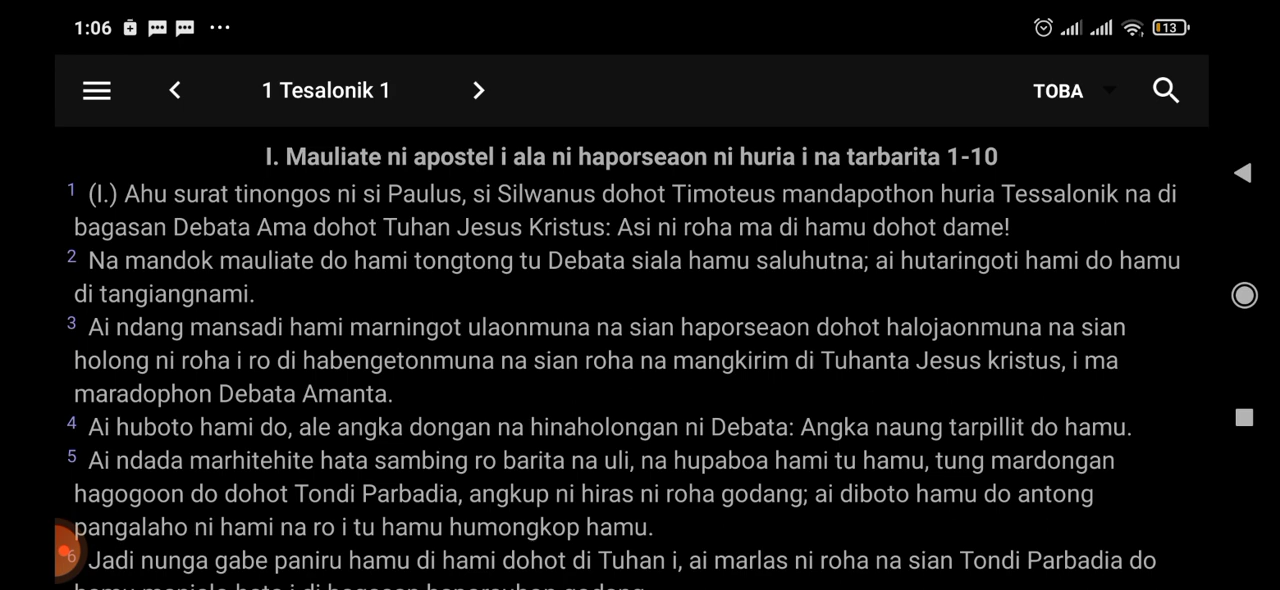 1:06
13
1 Tesalonik 1
TOBA
I. Mauliate ni apostel i ala ni haporseaon ni huria i na tarbarita 1-10
1 (I.) Ahu surat tinongos ni si Paulus, si Silwanus dohot Timoteus mandapothon huria Tessalonik na di
bagasan Debata Ama dohot Tuhan Jesus Kristus: Asi ni roha ma di hamu dohot dame!
2 Na mandok mauliate do hami tongtong tu Debata siala hamu saluhutna; ai hutaringoti hami do hamu
di tangiangnami.
3 Ai ndang mansadi hami marningot ulaonmuna na sian haporseaon dohot halojaonmuna na sian
holong ni roha i ro di habengetonmuna na sian roha na mangkirim di Tuhanta Jesus kristus, i ma
maradophon Debata Amanta.
4 Ai huboto hami do, ale angka dongan na hinaholongan ni Debata: Angka naung tarpillit do hamu.
5 Ai ndada marhitehite hata sambing ro barita na uli, na hupaboa hami tu hamu, tung mardongan
hagogoon do dohot Tondi Parbadia, angkup ni hiras ni roha godang; ai diboto hamu do antong
pangalaho ni hami na ro i tu hamu humongkop hamu.
6 Jadi nunga gabe paniru hamu di hami dohot di Tuhan i, ai marlas ni roha na sian Tondi Parbadia do